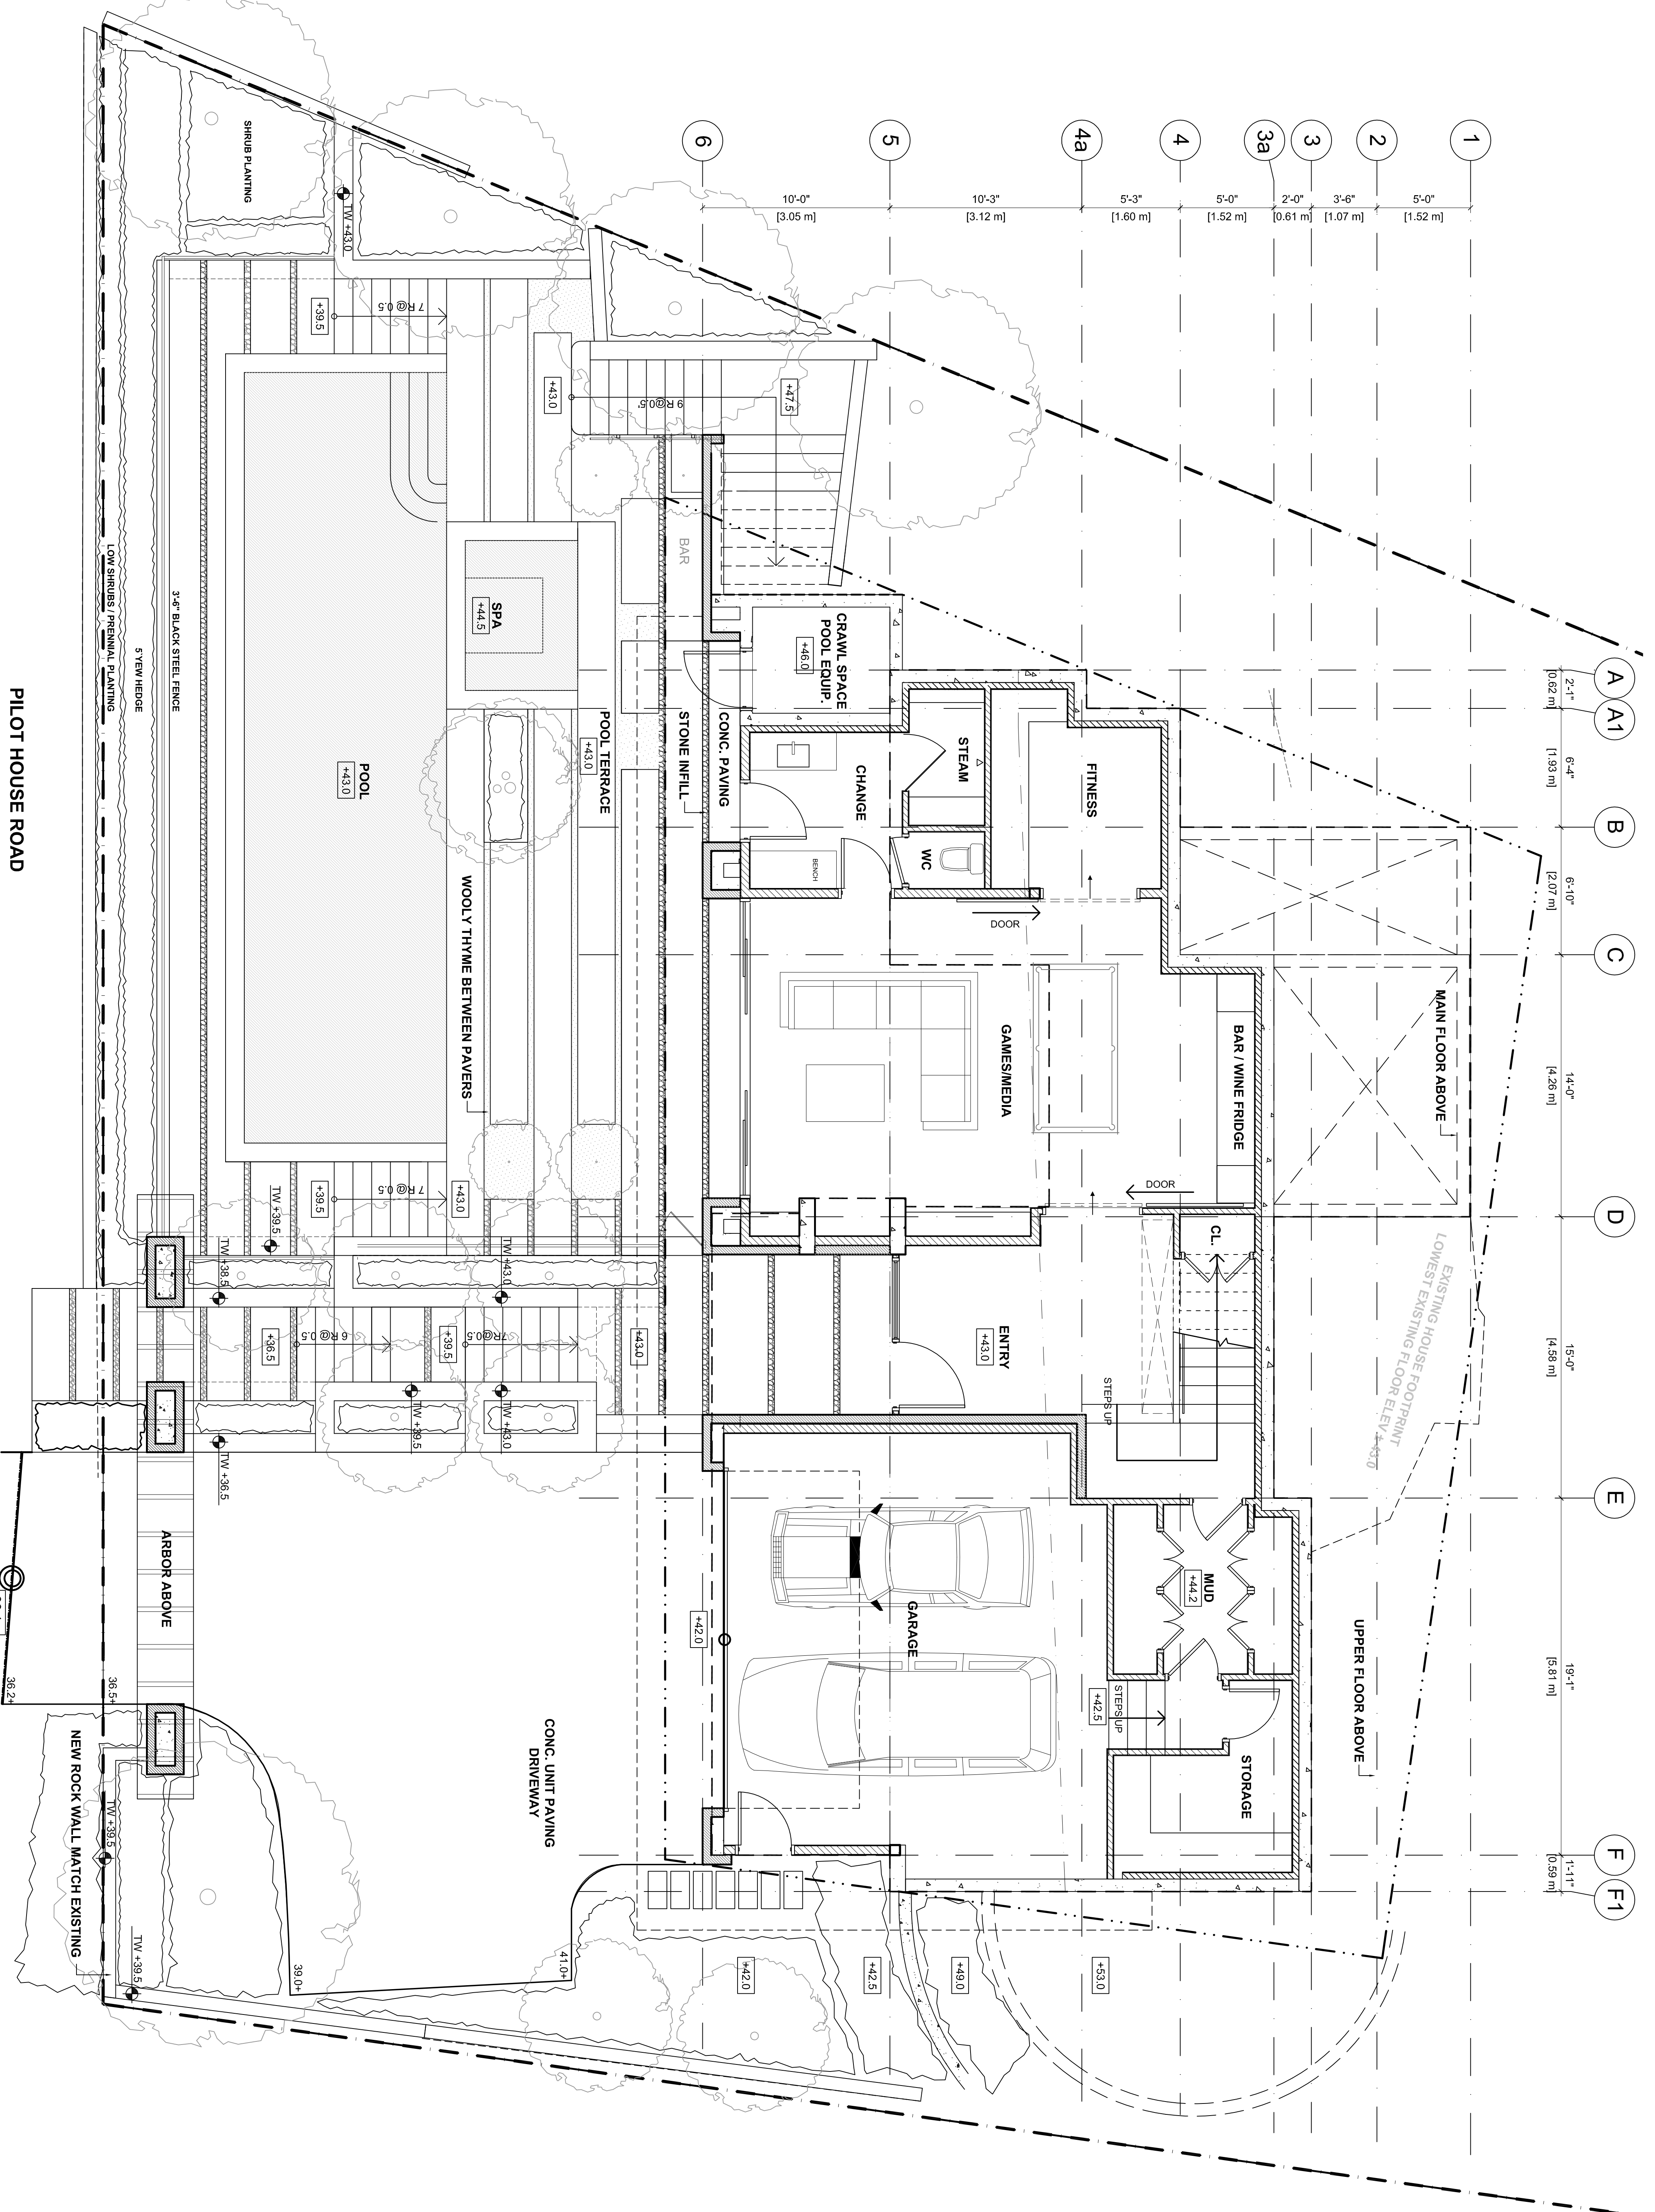 1
2
3
3a
4
4a
5
6
5'-0"
[1.52 m]
3'-6"
[1.07 m]
2'-0"
[0.61 m]
5'-0"
[1.52 m]
5'-3"
[1.60 m]
10'-3"
[3.12 m]
10'-0"
[3.05 m]
A
A1
B
C
D
E
F
F1
2'-1"
[0.62 m]
6'-4"
[1.93 m]
6'-10"
[2.07 m]
14'-0"
[4.26 m]
15'-0"
[4.58 m]
19'-1"
[5.81 m]
1'-11"
[0.59 m]
MAIN FLOOR ABOVE
UPPER FLOOR ABOVE
EXISTING HOUSE FOOTPRINT
LOWEST EXISTING FLOOR ELEV +43.0
BAR / WINE FRIDGE
CL.
DOOR
FITNESS
STEAM
WC
CHANGE
BENCH
DOOR
GAMES/MEDIA
CRAWL SPACE
POOL EQUIP.
+46.0
ENTRY
+43.0
STEPS UP
MUD
+44.2
STEPS UP
+42.5
STORAGE
GARAGE
+42.0
+53.0
+49.0
+42.5
+42.0
+47.5
9 R@0.5'
+43.0
BAR
CONC. PAVING
STONE INFILL
POOL TERRACE
+43.0
SPA
+44.5
WOOLY THYME BETWEEN PAVERS
POOL
+43.0
7 R@ 0.5
+39.5
TW +43.0
SHRUB PLANTING
+43.0
7 R@ 0.5
+39.5
TW +39.5
TW +43.0
TW +38.5
+43.0
7R@0.5
+39.5
6 R@ 0.5
+36.5
TW +43.0
TW +39.5
TW +36.5
3'-6" BLACK STEEL FENCE
5' YEW HEDGE
LOW SHRUBS / PRENNIAL PLANTING
ARBOR ABOVE
CONC. UNIT PAVING
DRIVEWAY
41.0+
39.0+
36.5+
36.2+
TW +39.5
TW +39.5
NEW ROCK WALL MATCH EXISTING
PILOT HOUSE ROAD